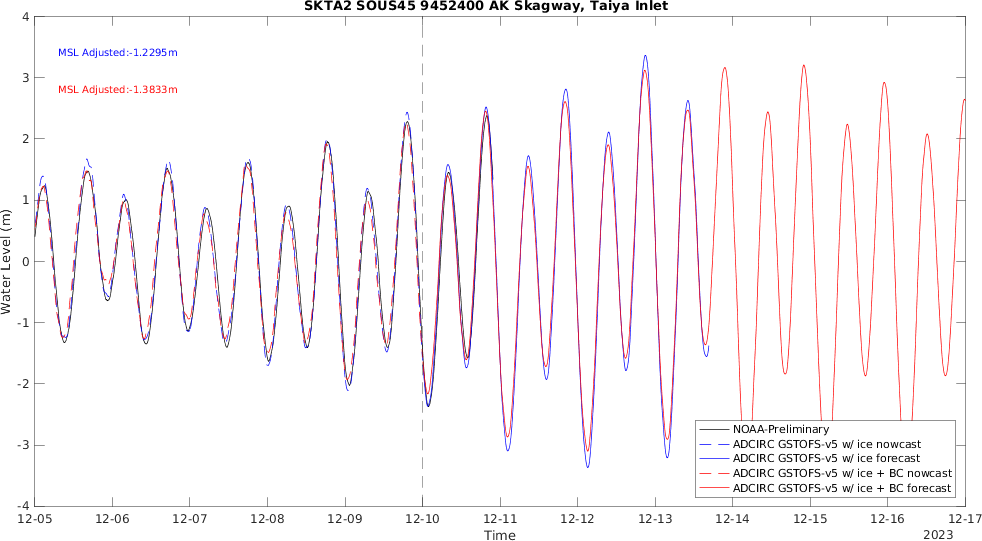 SKTA2 SOUS45 9452400 AK Skagway, Taiya Inlet
MSL Adjusted:-1.2295m
MSL Adjusted:-1.3833m
Water Level (m)
4
3
2
1
0
-1
-2
-3
-4
NOAA-Preliminary
ADCIRC GSTOFS-v5 w/ ice nowcast
ADCIRC GSTOFS-v5 w/ ice forecast
ADCIRC GSTOFS-v5 w/ ice + BC nowcast
ADCIRC GSTOFS-v5 w/ ice + BC forecast
12-05 12-06 12-07 12-08 12-09 12-10 12-11 12-12 12-13 12-14 12-15 12-16 12-17
Time
2023